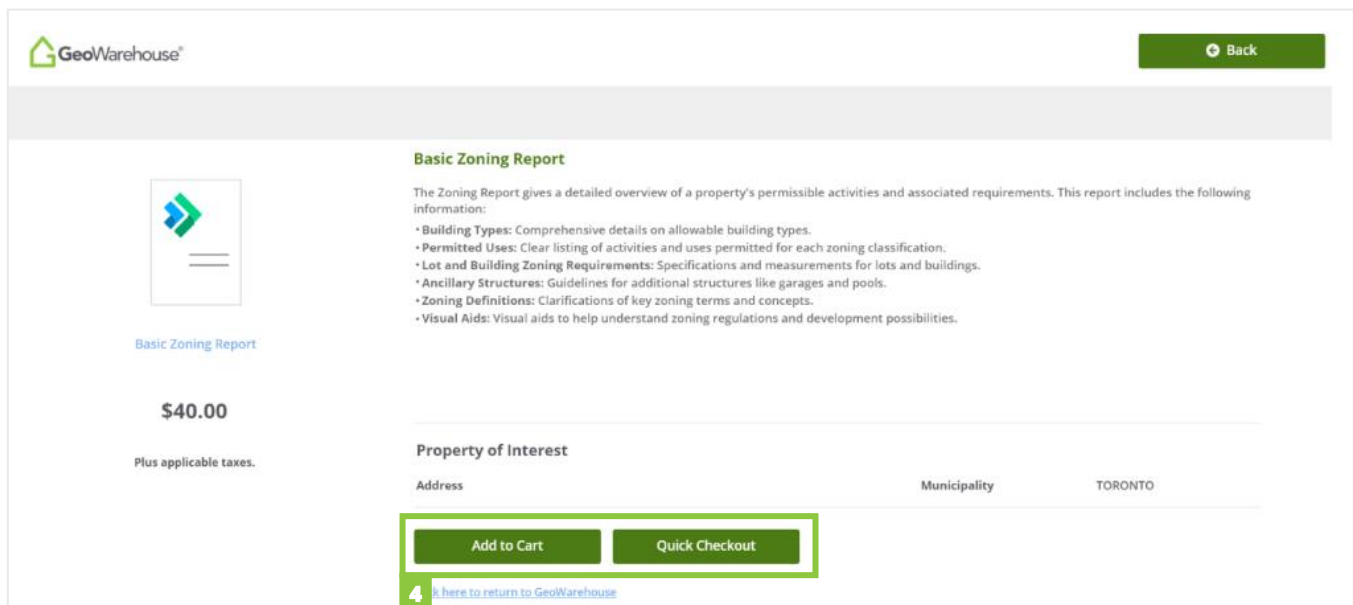 GeoWarehouse®
Back
Basic Zoning Report
The Zoning Report gives a detailed overview of a property's permissible activities and associated requirements. This report includes the following
information:
• Building Types: Comprehensive details on allowable building types.
• Permitted Uses: Clear listing of activities and uses permitted for each zoning classification.
• Lot and Building Zoning Requirements: Specifications and measurements for lots and buildings.
• Ancillary Structures: Guidelines for additional structures like garages and pools.
• Zoning Definitions: Clarifications of key zoning terms and concepts.
• Visual Aids: Visual aids to help understand zoning regulations and development possibilities.
Basic Zoning Report
$40.00
Plus applicable taxes.
Property of Interest
Address Municipality TORONTO
Add to Cart Quick Checkout
4 k here to return to GeoWarehouse